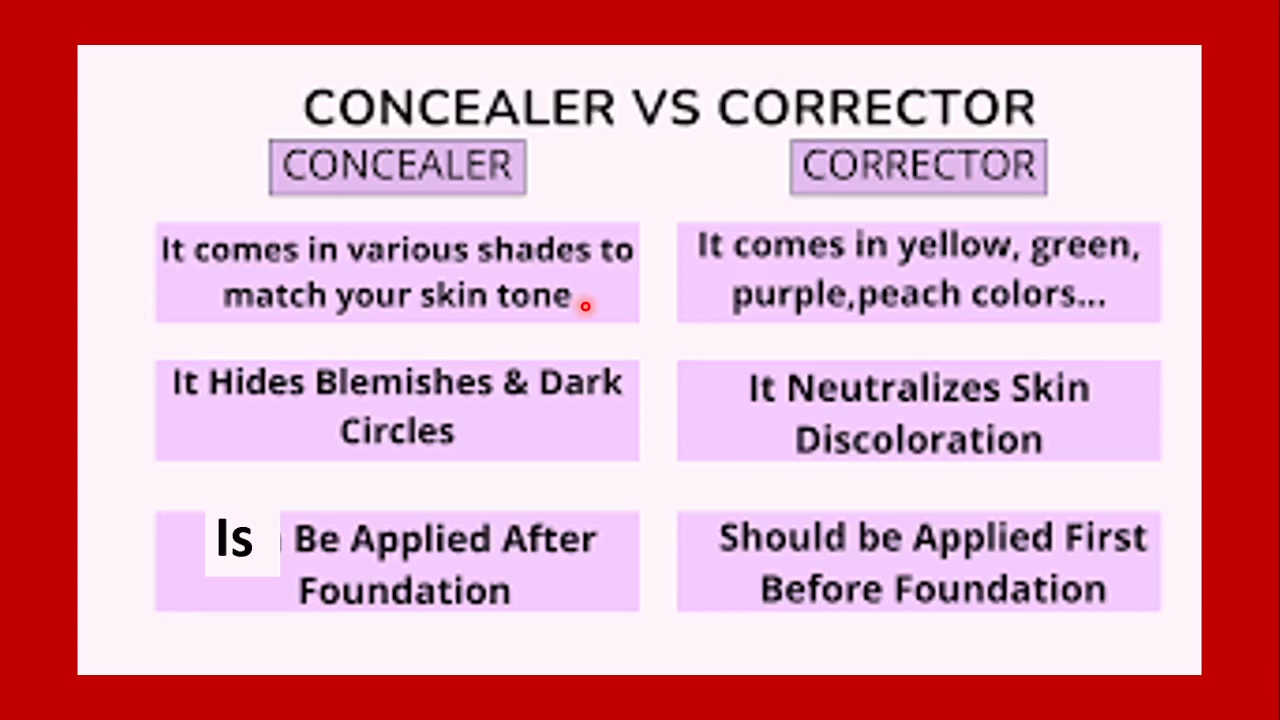 CONCEALER VS CORRECTOR
CONCEALER
CORRECTOR
It comes in various shades to
match your skin tone
It comes in yellow, green,
purple,peach colors...
It Hides Blemishes & Dark
Circles
It Neutralizes Skin
Discoloration
Is Be Applied After
Foundation
Should be Applied First
Before Foundation